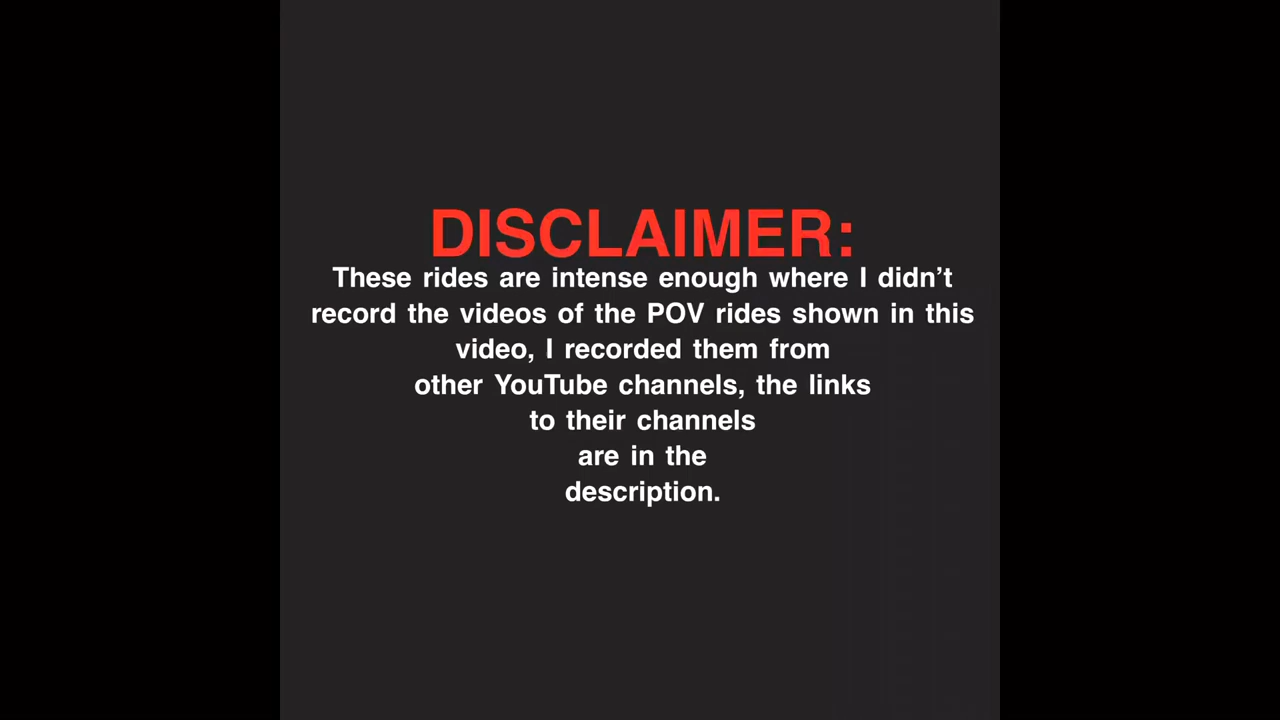 DISCLAIMER:
These rides are intense enough where I didn’t
record the videos of the POV rides shown in this
video, I recorded them from
other YouTube channels, the links
to their channels
are in the
description.